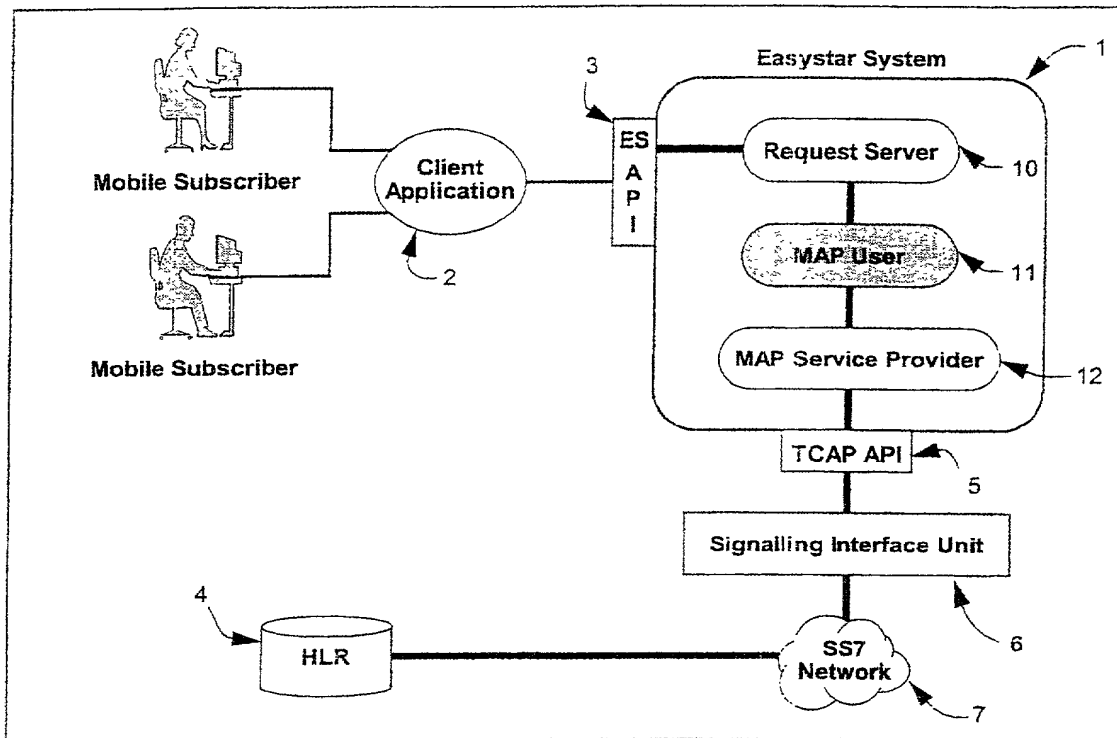 1
Easystar System
3
ES
A
P
I
Request Server
10
Mobile Subscriber
Client
Application
2
MAP User
11
Mobile Subscriber
MAP Service Provider
12
TCAP API
5
Signalling Interface Unit
6
4
HLR
SS7
Network
7